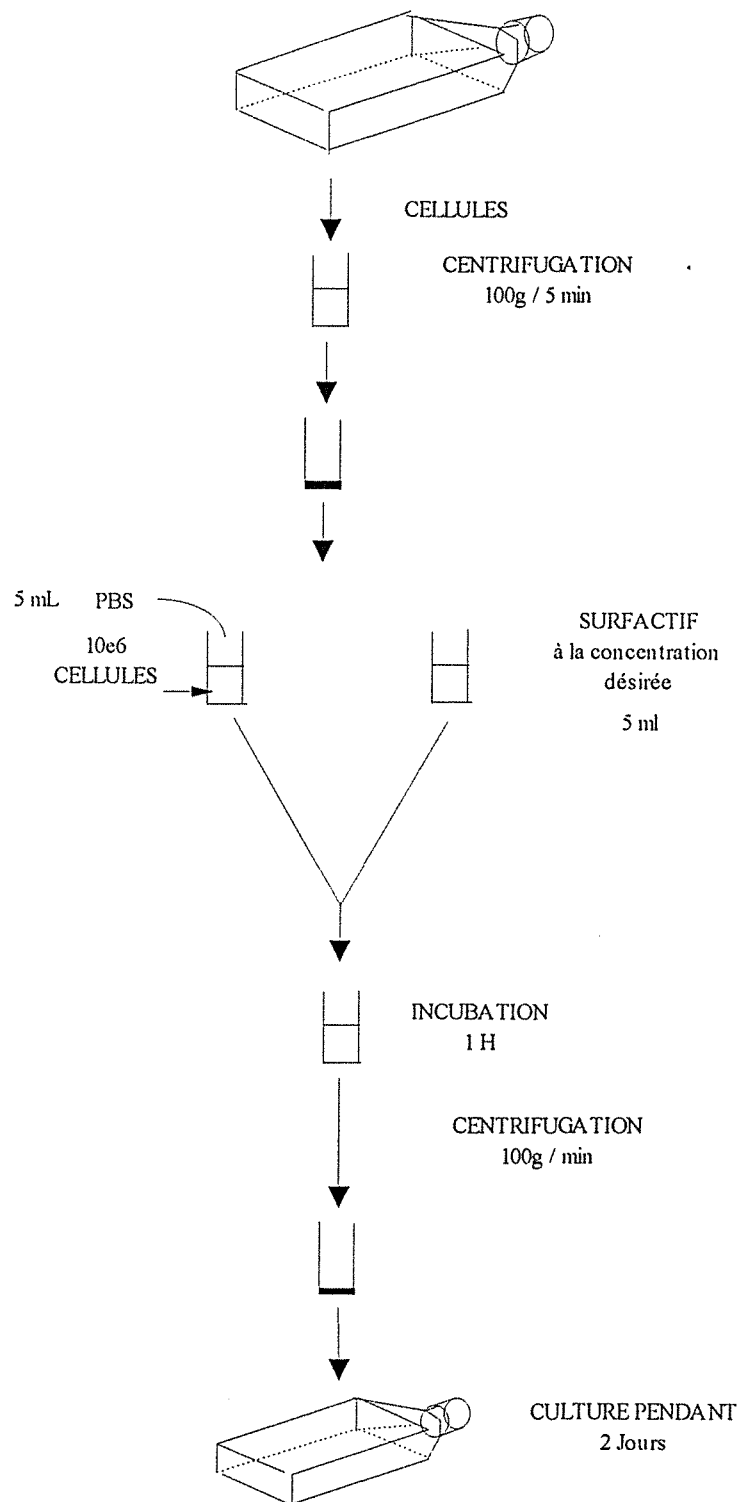 CELLULES
CENTRIFUGATION
100g / 5 min
5 mL PBS
10e6
CELLULES
SURFACTIF
à la concentration
désirée
5 ml
INCUBATION
1 H
CENTRIFUGATION
100g / min
CULTURE PENDANT
2 Jours